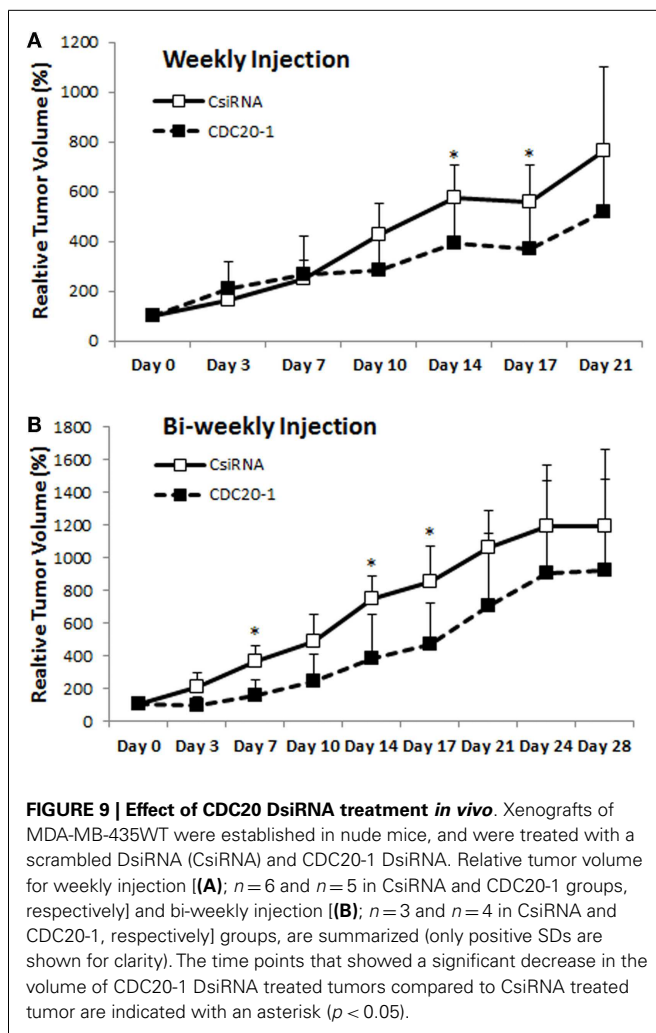 A
Weekly Injection
CsiRNA
CDC20-1
Realtive Tumor Volume (%)
1200
1000
800
600
400
200
0
* *
Day 0 Day 3 Day 7 Day 10 Day 14 Day 17 Day 21
B
Bi-weekly Injection
CsiRNA
CDC20-1
Realtive Tumor Volume (%)
1800
1600
1400
1200
1000
800
600
400
200
0
* * *
Day 0 Day 3 Day 7 Day 10 Day 14 Day 17 Day 21 Day 24 Day 28
FIGURE 9 | Effect of CDC20 DsiRNA treatment in vivo. Xenografts of
MDA-MB-435WT were established in nude mice, and were treated with a
scrambled DsiRNA (CsiRNA) and CDC20-1 DsiRNA. Relative tumor volume
for weekly injection [(A); n = 6 and n = 5 in CsiRNA and CDC20-1 groups,
respectively] and bi-weekly injection [(B); n = 3 and n = 4 in CsiRNA and
CDC20-1, respectively] groups, are summarized (only positive SDs are
shown for clarity). The time points that showed a significant decrease in the
volume of CDC20-1 DsiRNA treated tumors compared to CsiRNA treated
tumor are indicated with an asterisk (p < 0.05).